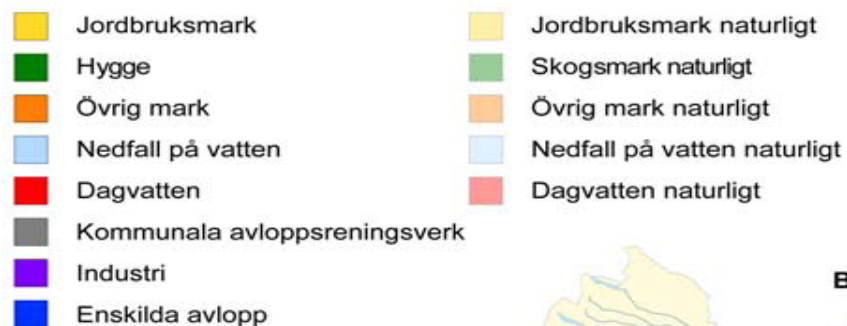 Jordbruksmark
Hygge
Övrig mark
Nedfall på vatten
Dagvatten
Kommunala avloppsreningsverk
Industri
Enskilda avlopp
Jordbruksmark naturligt
Skogsmark naturligt
Övrig mark naturligt
Nedfall på vatten naturligt
Dagvatten naturligt
B